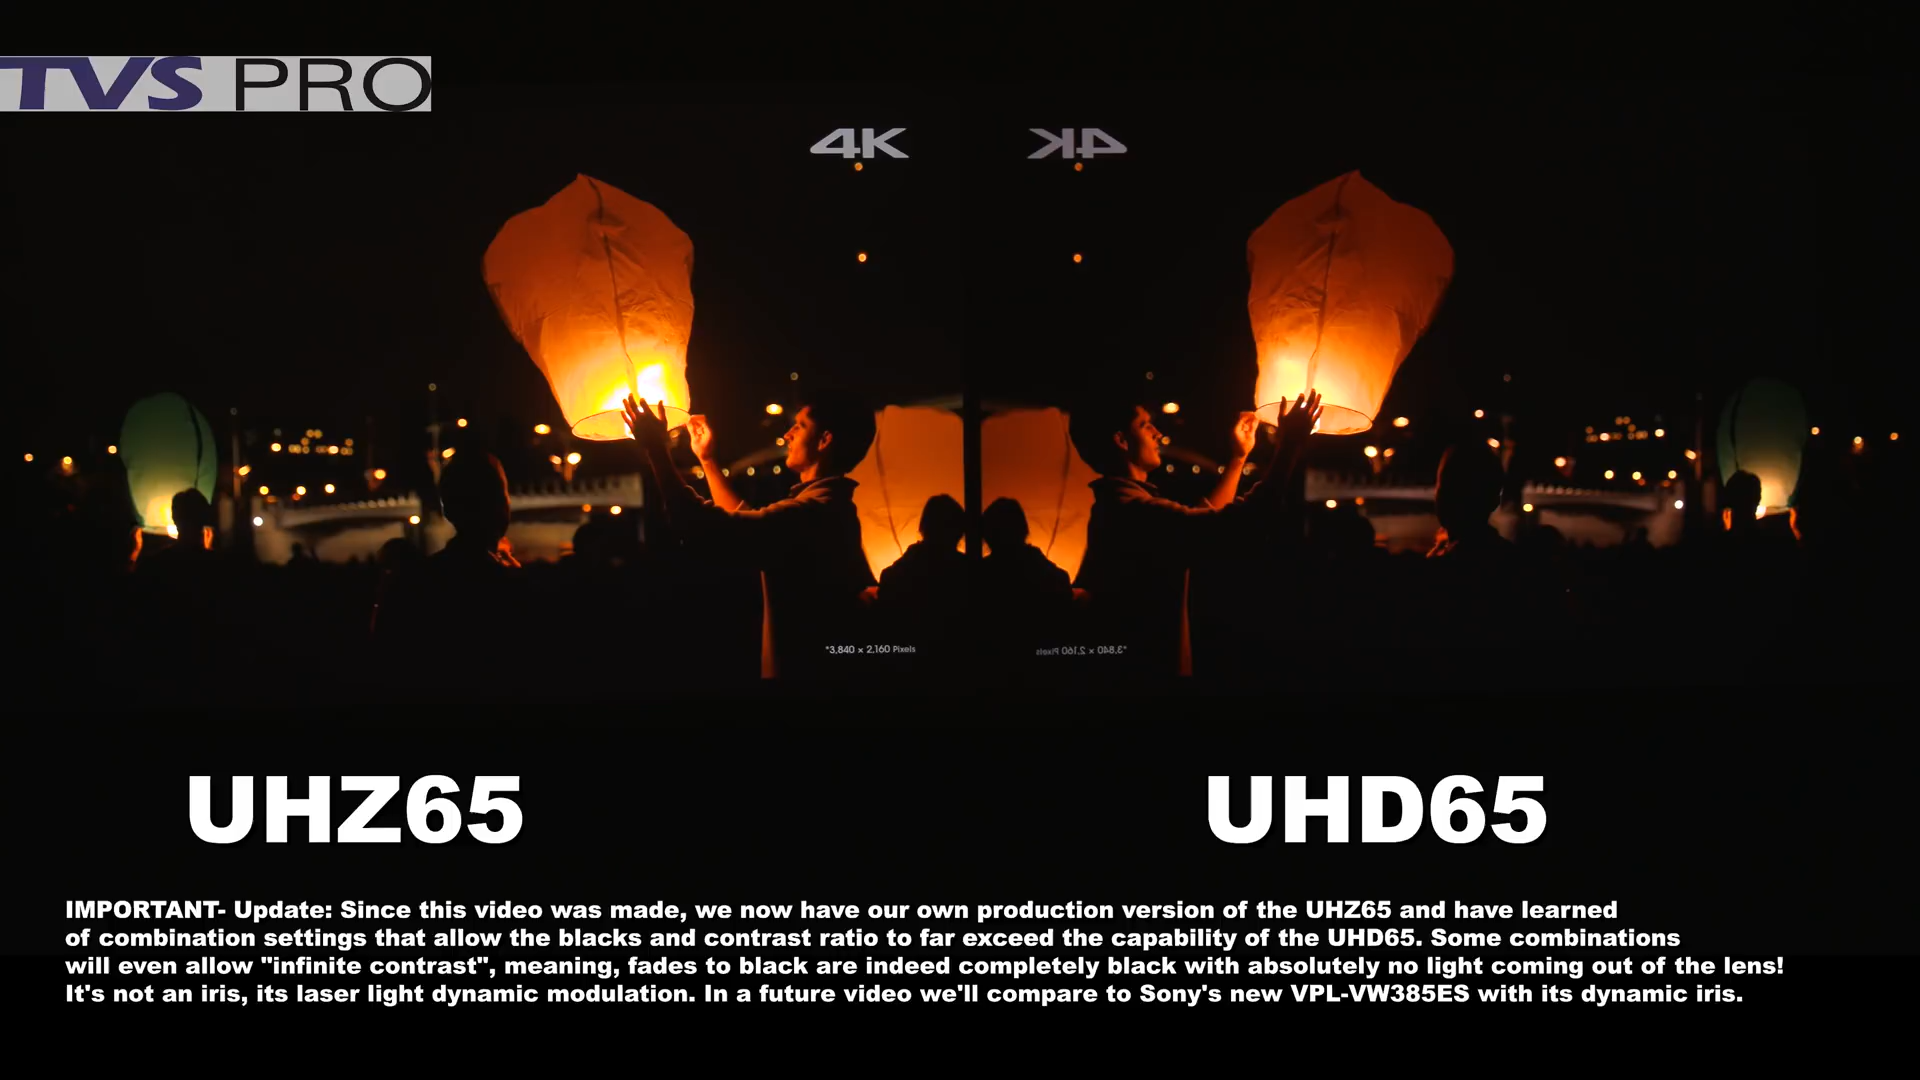 TVS PRO
4K
4K
*3,840 x 2,160 Pixels
*3,840 x 2,160 Pixels
UHZ65
UHD65
IMPORTANT- Update: Since this video was made, we now have our own production version of the UHZ65 and have learned
of combination settings that allow the blacks and contrast ratio to far exceed the capability of the UHD65. Some combinations
will even allow "infinite contrast", meaning, fades to black are indeed completely black with absolutely no light coming out of the lens!
It's not an iris, its laser light dynamic modulation. In a future video we'll compare to Sony's new VPL-VW385ES with its dynamic iris.